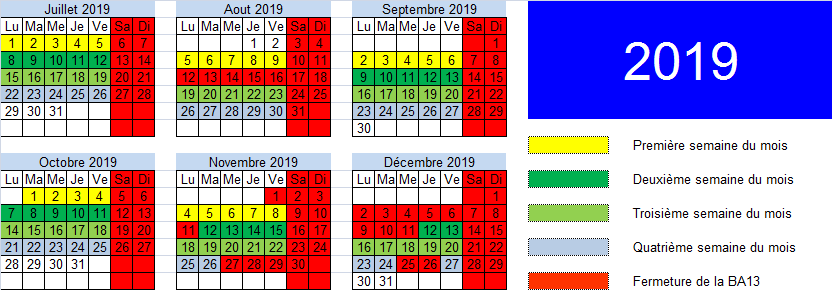 Juillet 2019
Lu Ma Me Je Ve Sa Di
1 2 3 4 5 6 7
8 9 10 11 12 13 14
15 16 17 18 19 20 21
22 23 24 25 26 27 28
29 30 31
Aout 2019
Lu Ma Me Je Ve Sa Di
1 2 3 4
5 6 7 8 9 10 11
12 13 14 15 16 17 18
19 20 21 22 23 24 25
26 27 28 29 30 31
Septembre 2019
Lu Ma Me Je Ve Sa Di
1
2 3 4 5 6 7 8
9 10 11 12 13 14 15
16 17 18 19 20 21 22
23 24 25 26 27 28 29
30
Octobre 2019
Lu Ma Me Je Ve Sa Di
1 2 3 4 5 6
7 8 9 10 11 12 13
14 15 16 17 18 19 20
21 22 23 24 25 26 27
28 29 30 31
Novembre 2019
Lu Ma Me Je Ve Sa Di
1 2 3
4 5 6 7 8 9 10
11 12 13 14 15 16 17
18 19 20 21 22 23 24
25 26 27 28 29 30
Décembre 2019
Lu Ma Me Je Ve Sa Di
1
2 3 4 5 6 7 8
9 10 11 12 13 14 15
16 17 18 19 20 21 22
23 24 25 26 27 28 29
30 31
2019
Première semaine du mois
Deuxième semaine du mois
Troisième semaine du mois
Quatrième semaine du mois
Fermeture de la BA13